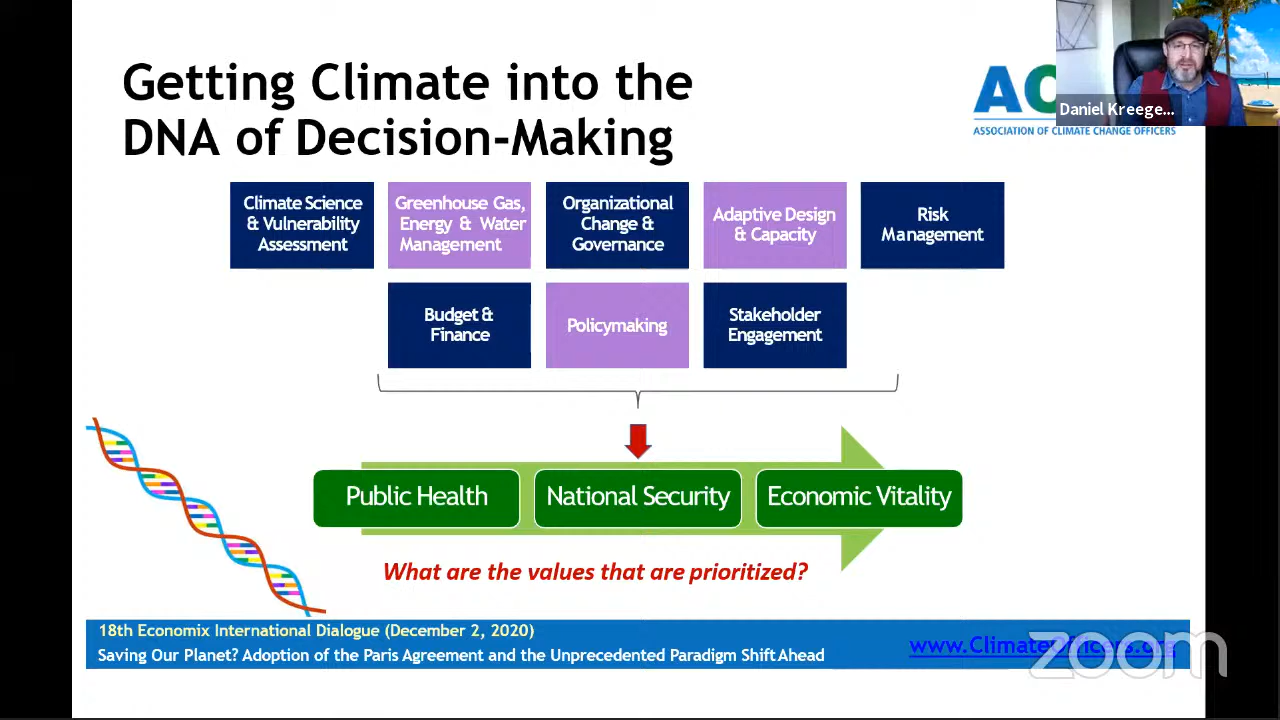 Getting Climate into the
DNA of Decision-Making
AC
ASSOCIATION OF CLIMATE CHANGE OFFICERS
Daniel Kreege...
Climate Science
& Vulnerability
Assessment
Greenhouse Gas,
Energy & Water
Management
Organizational
Change &
Governance
Adaptive Design
& Capacity
Risk
Management
Budget &
Finance
Policymaking
Stakeholder
Engagement
Public Health
National Security
Economic Vitality
What are the values that are prioritized?
18th Economix International Dialogue (December 2, 2020)
Saving Our Planet? Adoption of the Paris Agreement and the Unprecedented Paradigm Shift Ahead
www.ClimateOfficers.org
zoom